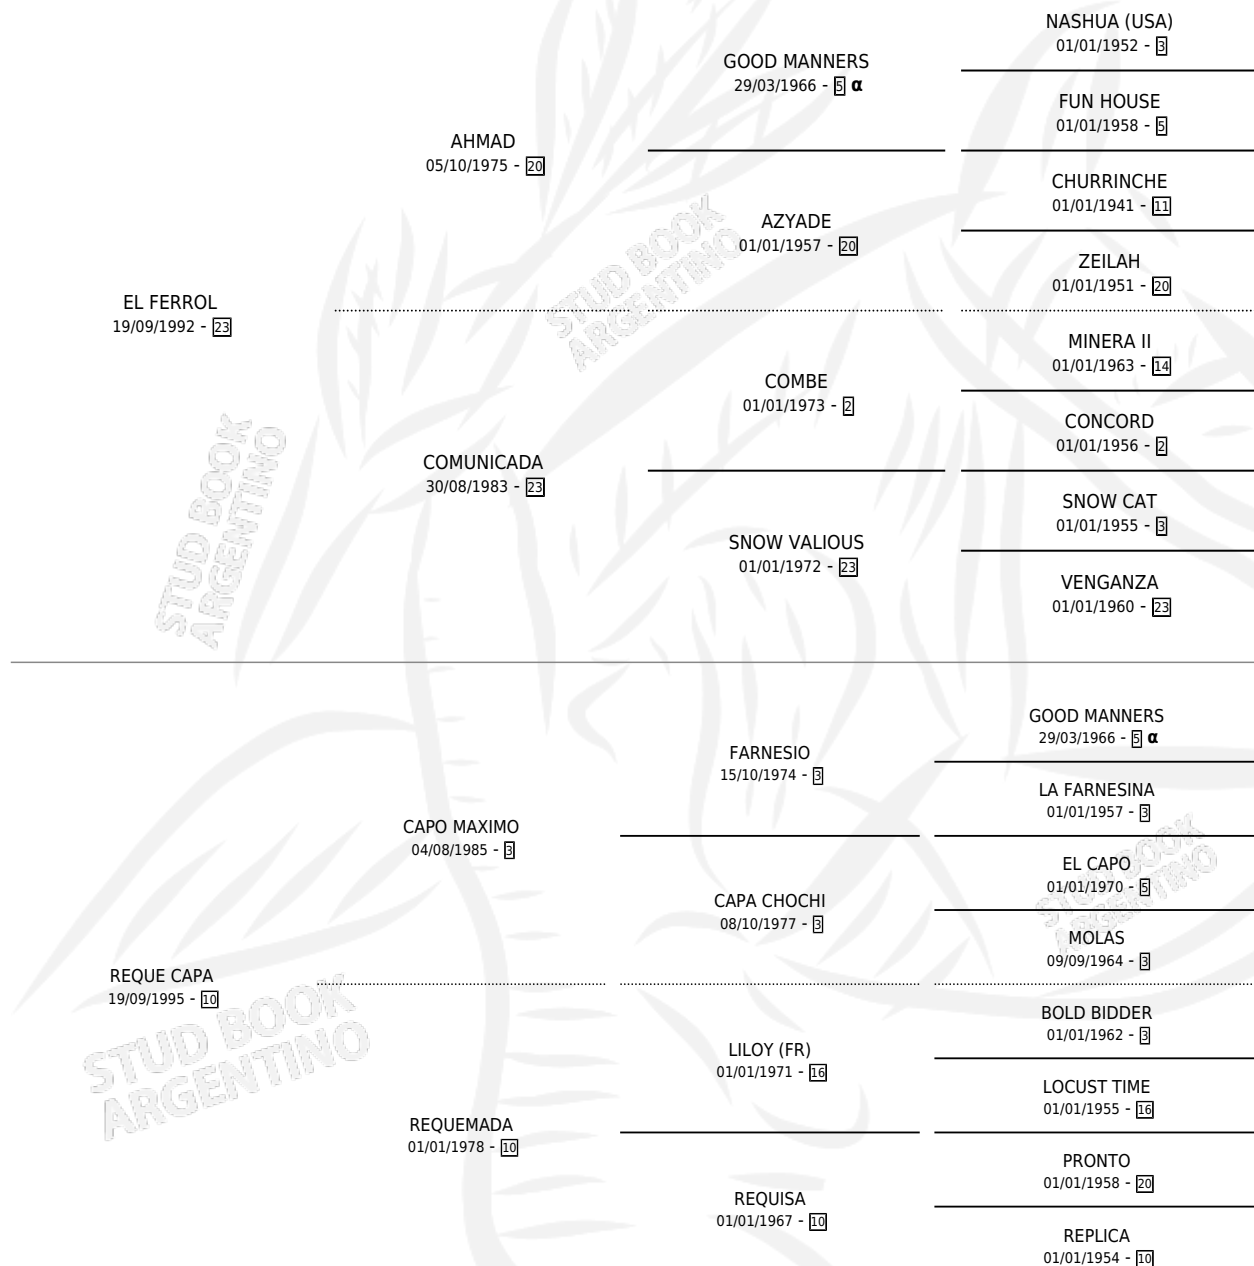 NASHUA (USA)
01/01/1952 - 3
GOOD MANNERS
29/03/1966 - 5 α
FUN HOUSE
01/01/1958 - 5
AHMAD
05/10/1975 - 20
CHURRINCHE
01/01/1941 - 11
AZYADE
01/01/1957 - 20
ZEILAH
01/01/1951 - 20
EL FERROL
19/09/1992 - 23
MINERA II
01/01/1963 - 14
COMBE
01/01/1973 - 2
CONCORD
01/01/1956 - 2
COMUNICADA
30/08/1983 - 23
SNOW CAT
01/01/1955 - 3
SNOW VALIOUS
01/01/1972 - 23
VENGANZA
01/01/1960 - 23
GOOD MANNERS
29/03/1966 - 5 α
FARNESIO
15/10/1974 - 3
LA FARNESINA
01/01/1957 - 3
CAPO MAXIMO
04/08/1985 - 3
EL CAPO
01/01/1970 - 5
CAPA CHOCHI
08/10/1977 - 3
MOLAS
09/09/1964 - 3
REQUE CAPA
19/09/1995 - 10
BOLD BIDDER
01/01/1962 - 3
LILOY (FR)
01/01/1971 - 16
LOCUST TIME
01/01/1955 - 16
REQUEMADA
01/01/1978 - 10
PRONTO
01/01/1958 - 20
REQUISA
01/01/1967 - 10
REPLICA
01/01/1954 - 10
STUD BOOK
ARGENTINO
STUD BOOK
ARGENTINO
STUD BOOK
ARGENTINO
STUD BOOK
ARGENTINO